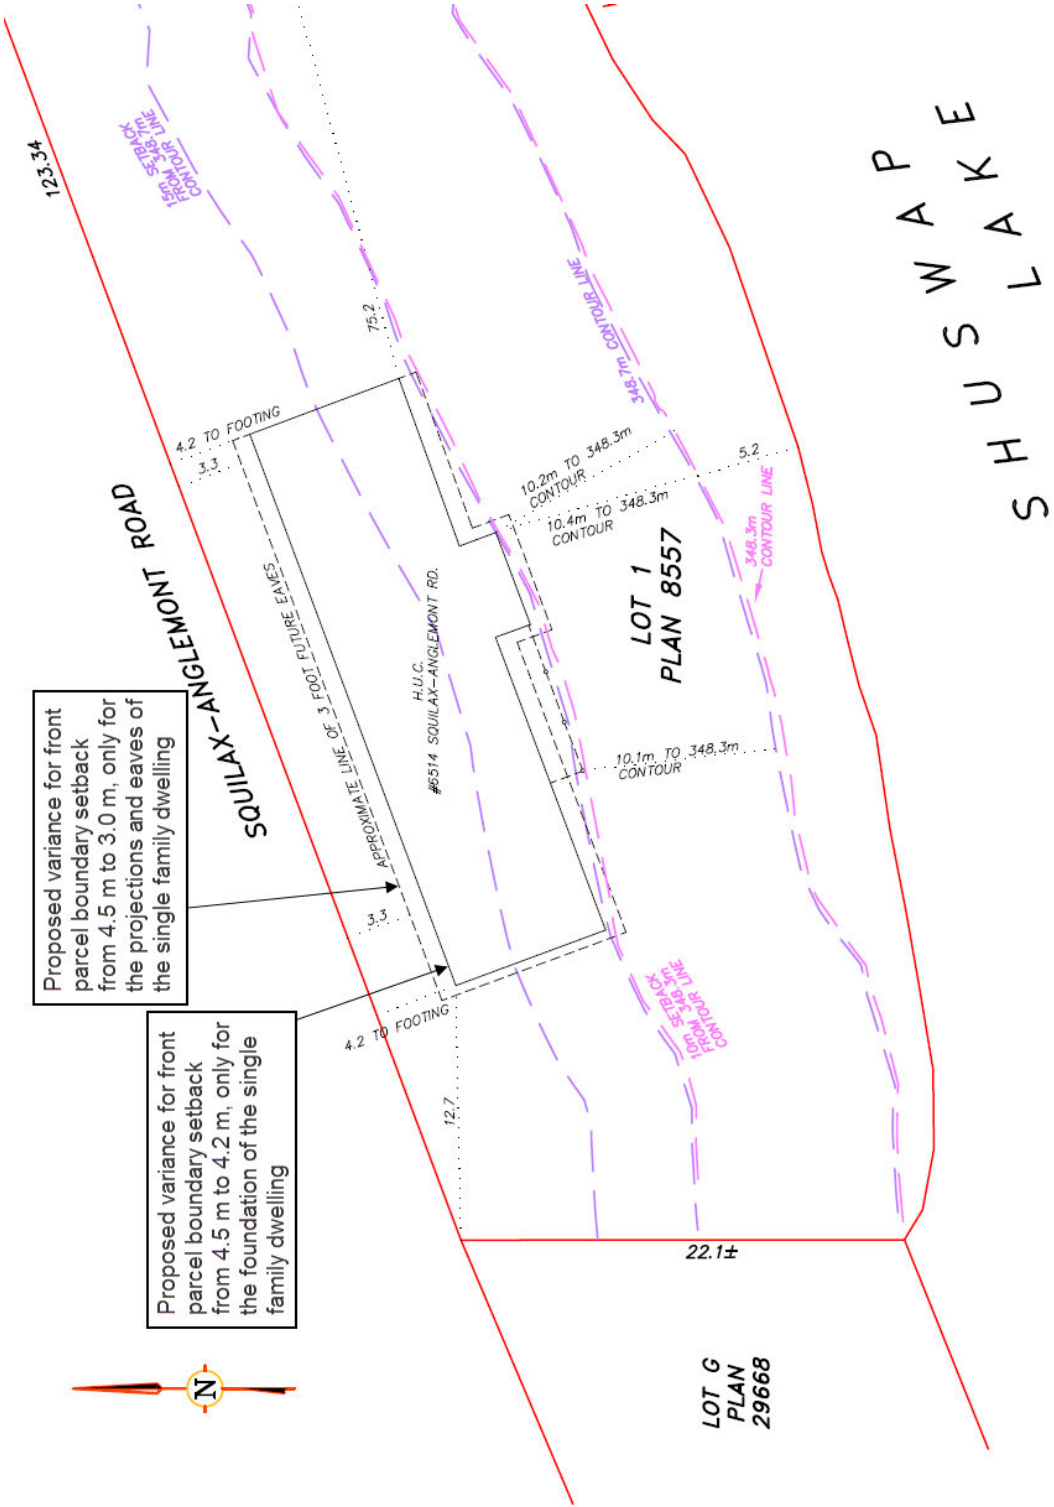 123.34
15m SETBACK
FROM 348.7m
CONTOUR LINE
75.2
4.2 TO FOOTING
3.3
SQUILAX-ANGLEMONT ROAD
APPROXIMATE LINE OF 3 FOOT FUTURE EAVES
H.U.C.
#6514 SQUILAX-ANGLEMONT RD.
348.7m CONTOUR LINE
10.2m TO 348.3m
CONTOUR
10.4m TO 348.3m
CONTOUR
5.2
348.3m
CONTOUR LINE
LOT 1
PLAN 8557
10.1m TO 348.3m
CONTOUR
SHUSWAP
LAKE
Proposed variance for front
parcel boundary setback
from 4.5 m to 3.0 m, only for
the projections and eaves of
the single family dwelling
3.3
4.2 TO FOOTING
Proposed variance for front
parcel boundary setback
from 4.5 m to 4.2 m, only for
the foundation of the single
family dwelling
12.7
10m SETBACK
FROM 348.3m
CONTOUR LINE
22.1±
N
LOT G
PLAN
29668